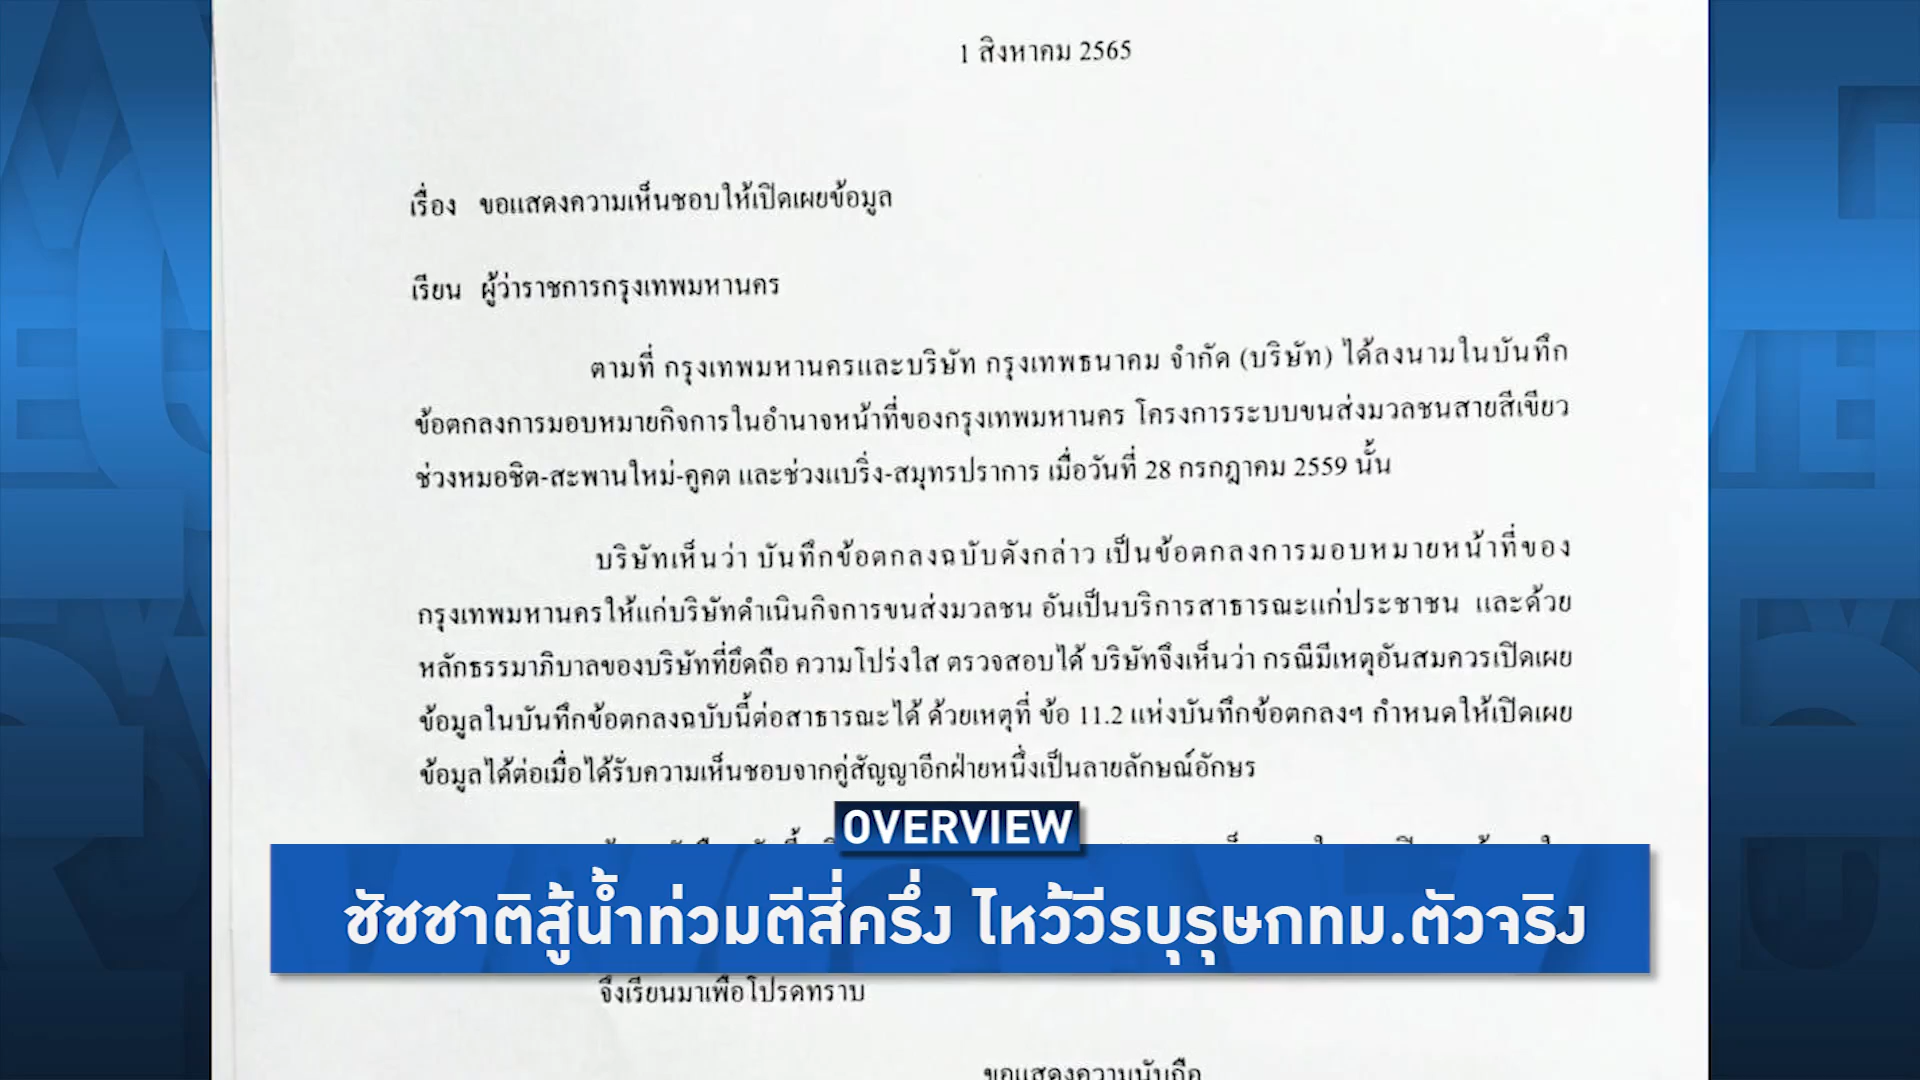 1 สิงหาคม 2565
เรื่อง ขอแสดงความเห็นชอบให้เปิดเผยข้อมูล
เรียน ผู้ว่าราชการกรุงเทพมหานคร
ตามที่ กรุงเทพมหานครและบริษัท กรุงเทพธนาคม จำกัด (บริษัท) ได้ลงนามในบันทึก
ข้อตกลงการมอบหมายกิจการในอำนาจหน้าที่ของกรุงเทพมหานคร โครงการระบบขนส่งมวลชนสายสีเขียว
ช่วงหมอชิต-สะพานใหม่-คูคต และช่วงแบริ่ง-สมุทรปราการ เมื่อวันที่ 28 กรกฎาคม 2559 นั้น
บริษัทเห็นว่า บันทึกข้อตกลงฉบับดังกล่าว เป็นข้อตกลงการมอบหมายหน้าที่ของ
กรุงเทพมหานครให้แก่บริษัทดำเนินกิจการขนส่งมวลชน อันเป็นบริการสาธารณะแก่ประชาชน และด้วย
หลักธรรมาภิบาลของบริษัทที่ยึดถือ ความโปร่งใส ตรวจสอบได้ บริษัทจึงเห็นว่า กรณีมีเหตุอันสมควรเปิดเผย
ข้อมูลในบันทึกข้อตกลงฉบับนี้ต่อสาธารณะได้ ด้วยเหตุที่ ข้อ 11.2 แห่งบันทึกข้อตกลงฯ กำหนดให้เปิดเผย
ข้อมูลได้ต่อเมื่อได้รับความเห็นชอบจากคู่สัญญาอีกฝ่ายหนึ่งเป็นลายลักษณ์อักษร
OVERVIEW
ชัชชาติสู้น้ำท่วมตีสี่ครึ่ง ไหว้วีรบุรุษกทม.ตัวจริง
จึงเรียนมาเพื่อโปรดทราบ
ขอแสดงความนับถือ